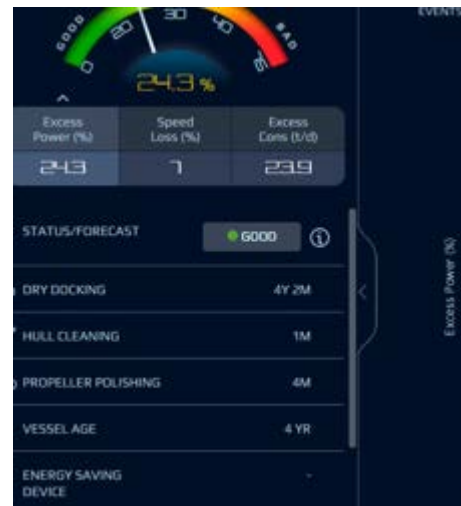 EVENTS
GOOD
BAD
0
20
30
40
24.3 %
Excess Power (%)
Speed Loss (%)
Excess Cons (t/d)
24.3
7
23.9
STATUS/FORECAST
GOOD
DRY DOCKING
4Y 2M
HULL CLEANING
1M
PROPELLER POLISHING
4M
VESSEL AGE
4 YR
ENERGY SAVING
DEVICE
-
Excess Power (%)